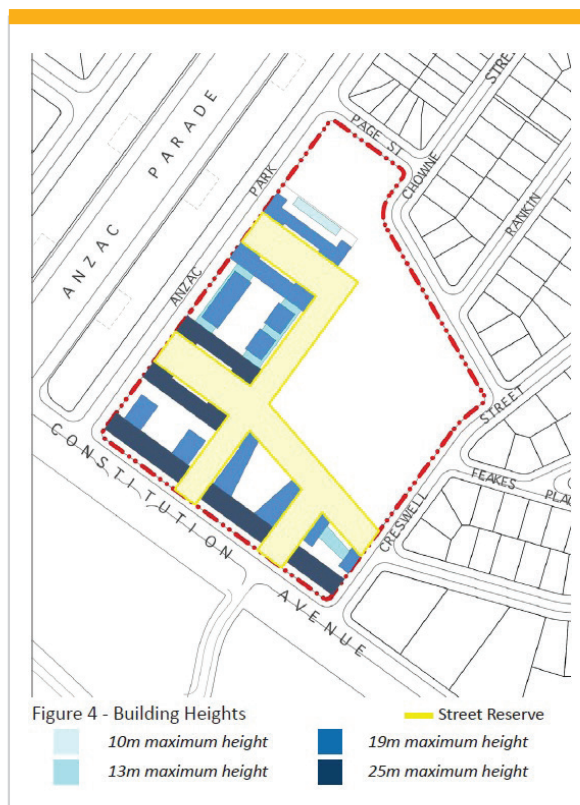 PAGE ST
CHOWNE
STREE
RANKIN
ANZAC PARADE
ANZAC PARK
STREET
CRESWELL
FEAKES
PLA
CONSTITUTION AVENUE
Figure 4 - Building Heights
Street Reserve
10m maximum height
19m maximum height
13m maximum height
25m maximum height